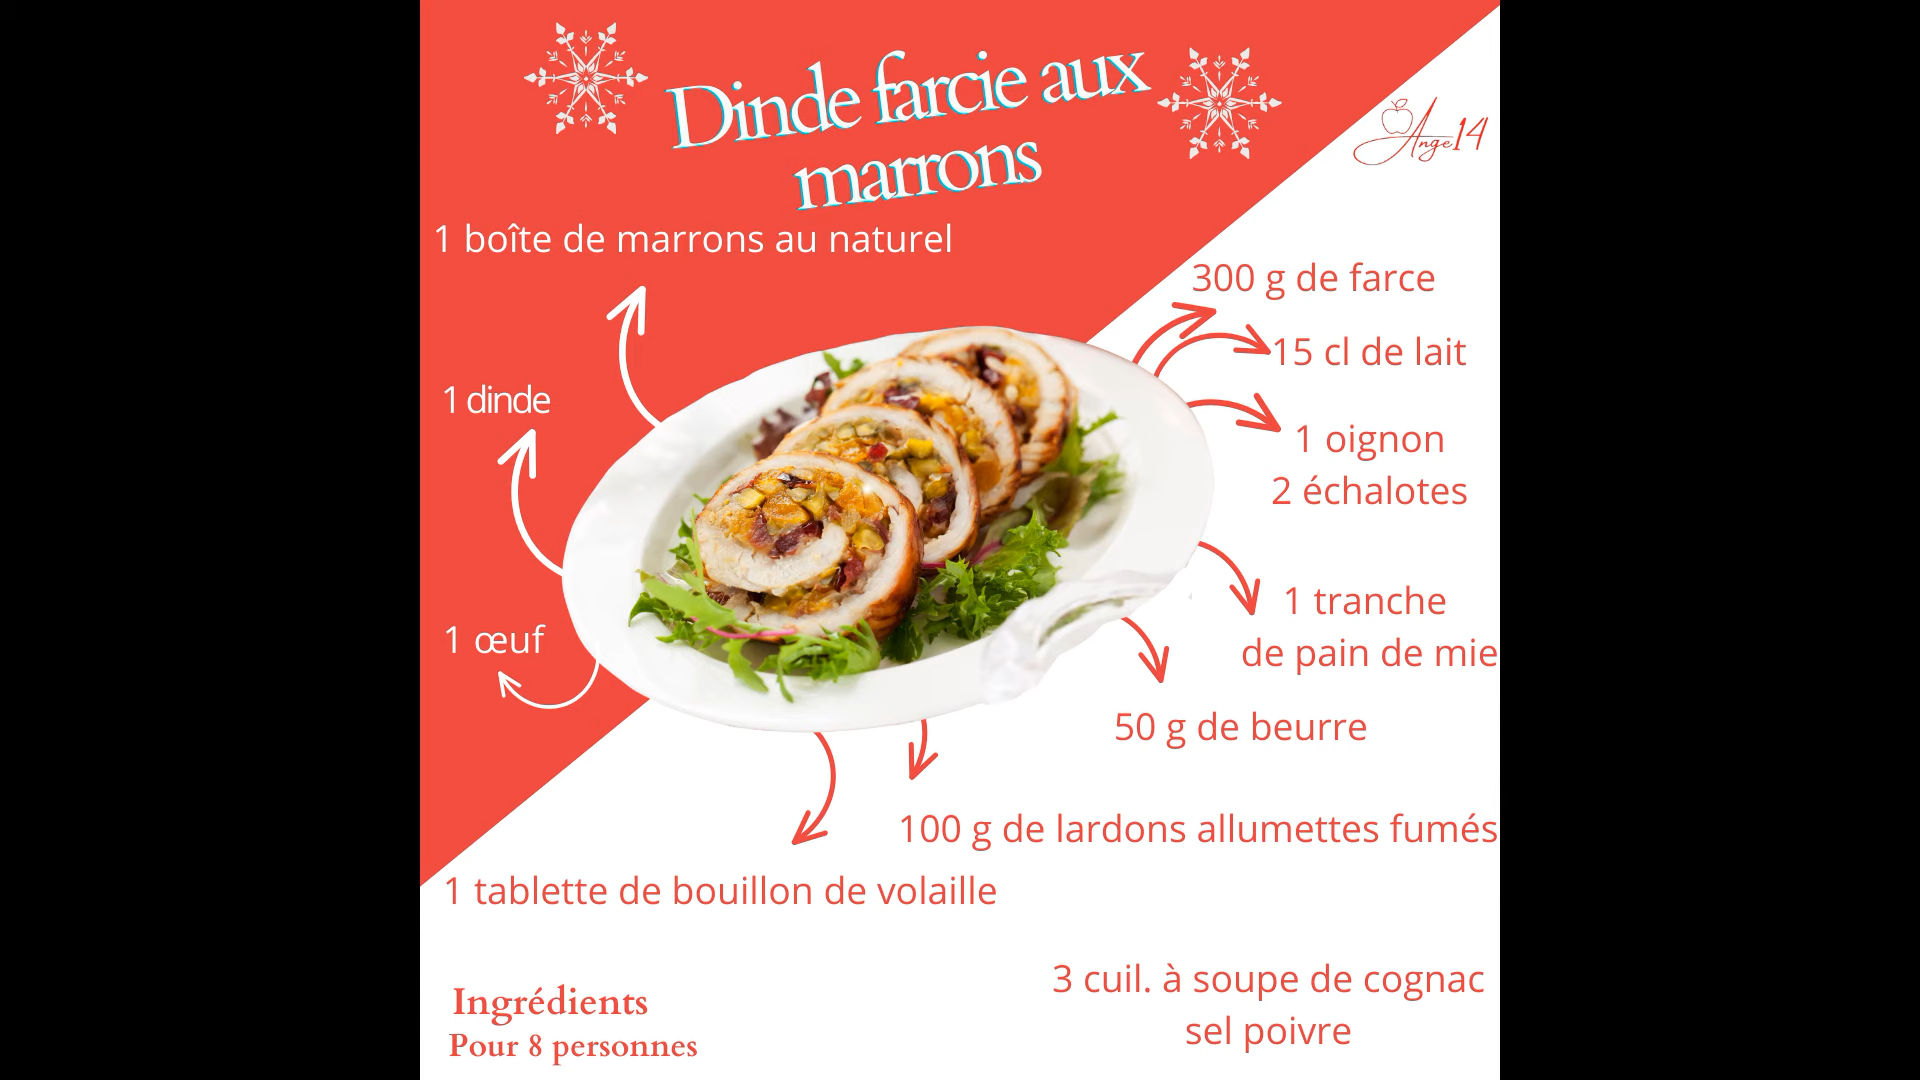 Dinde farcie aux
marrons
Ange14
1 boîte de marrons au naturel
300 g de farce
15 cl de lait
1 dinde
1 oignon
2 échalotes
1 tranche
de pain de mie
1 œuf
50 g de beurre
100 g de lardons allumettes fumés
1 tablette de bouillon de volaille
3 cuil. à soupe de cognac
sel poivre
Ingrédients
Pour 8 personnes